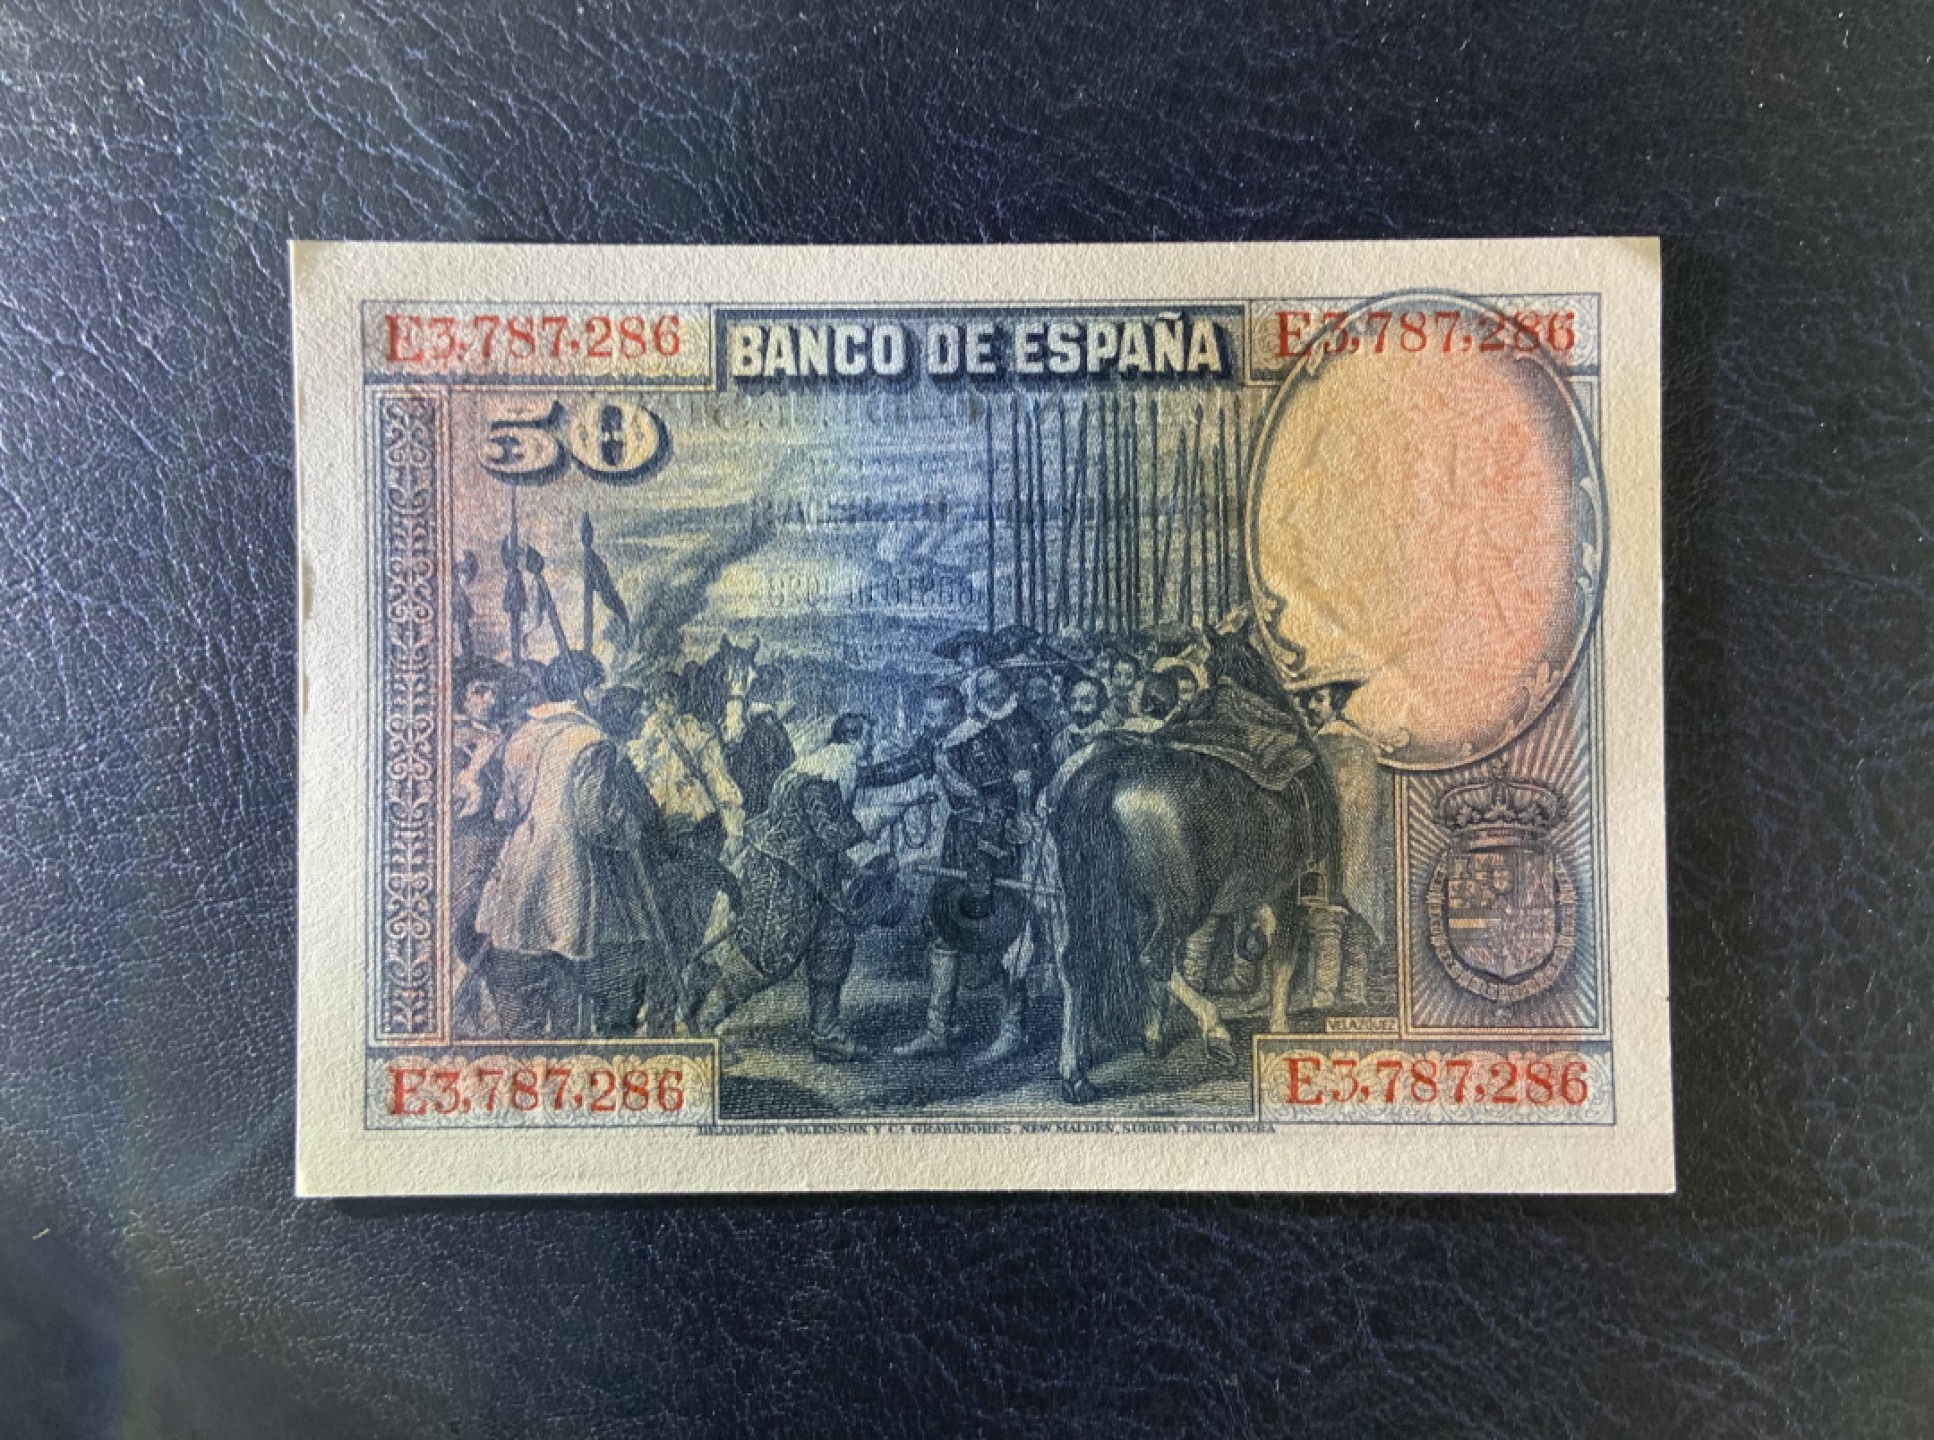 E3,787,286 BANCO DE ESPAÑA E3,787,286
50
VELAZQUEZ
E3,787,286 E3,787,286
BRADBURY, WILKINSON Y Cª GRABADORES, NEW MALDEN, SURREY, INGLATERRA